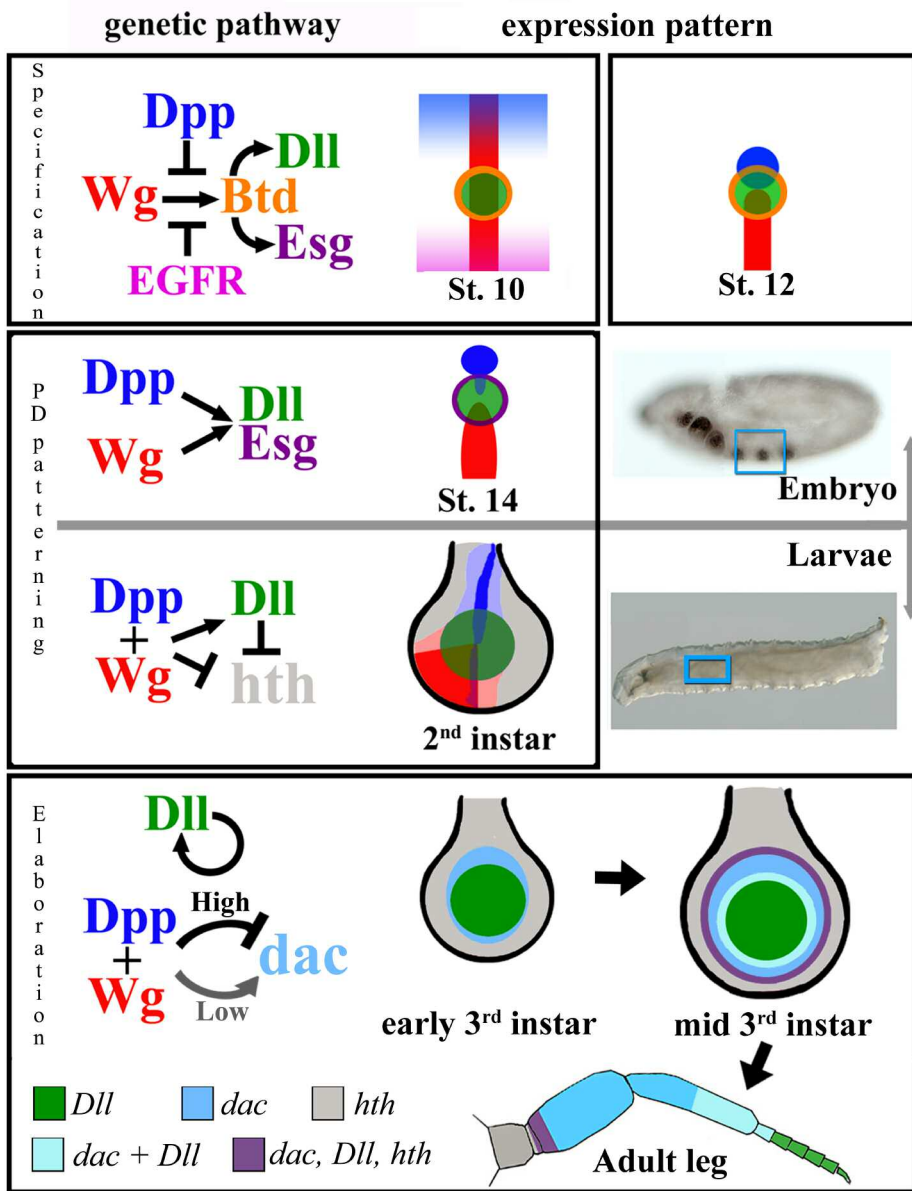 genetic pathway
expression pattern
Specification
Dpp
Dll
Wg
Btd
Esg
EGFR
St. 10
St. 12
PD patterning
Dpp
Dll
Wg
Esg
St. 14
Embryo
Larvae
Dpp
Dll
+
Wg
hth
2nd instar
Elaboration
Dll
High
Dpp
+
dac
Wg
Low
early 3rd instar
mid 3rd instar
Dll
dac
hth
dac + Dll
dac, Dll, hth
Adult leg